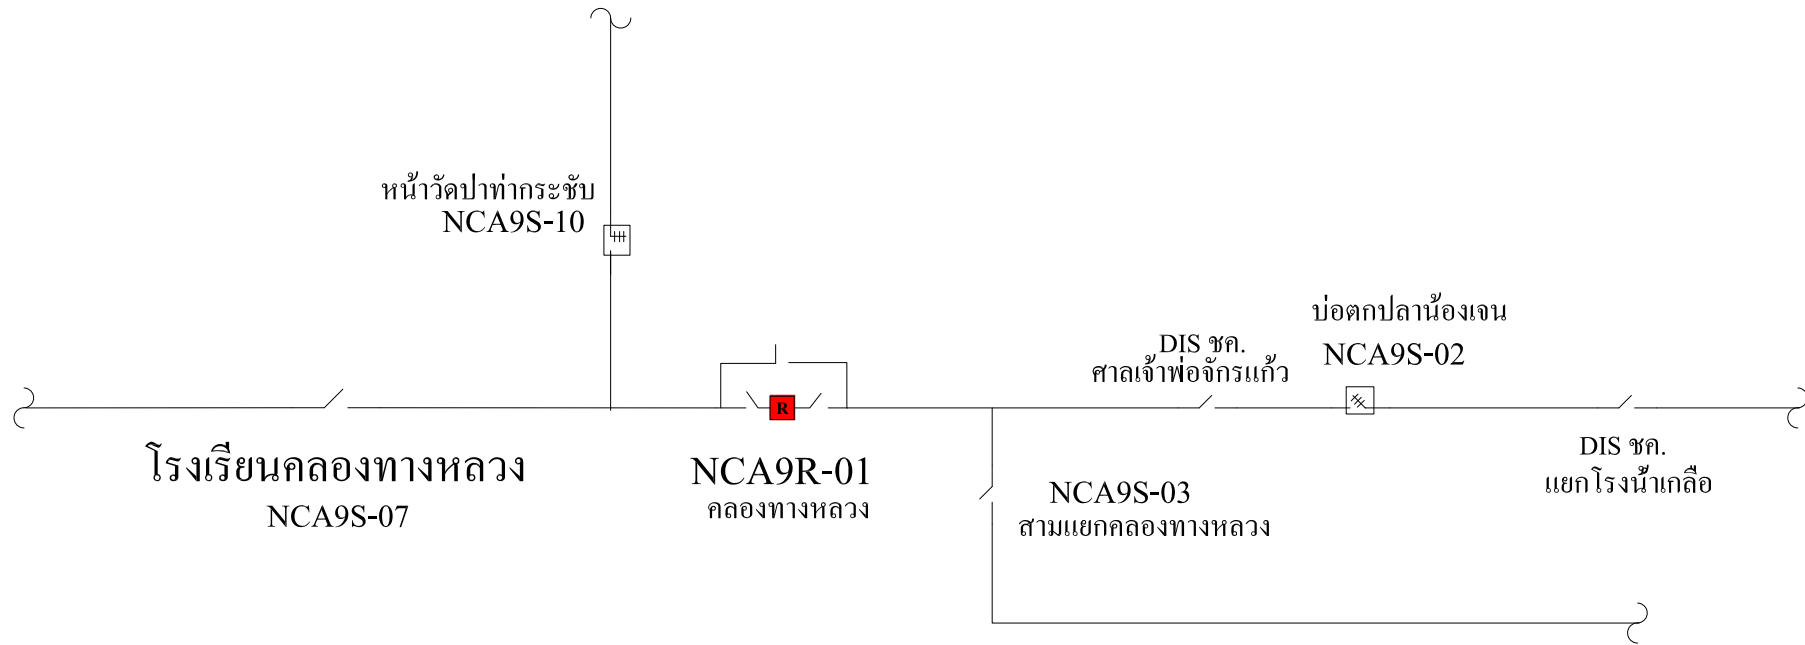 หน้าวัดป่าท่ากระชับ
NCA9S-10
บ่อตกปลาน้องเจน
NCA9S-02
DIS ชค.
ศาลเจ้าพ่อจักรแก้ว
R
โรงเรียนคลองทางหลวง
NCA9S-07
NCA9R-01
คลองทางหลวง
NCA9S-03
สามแยกคลองทางหลวง
DIS ชค.
แยกโรงน้ำเกลือ